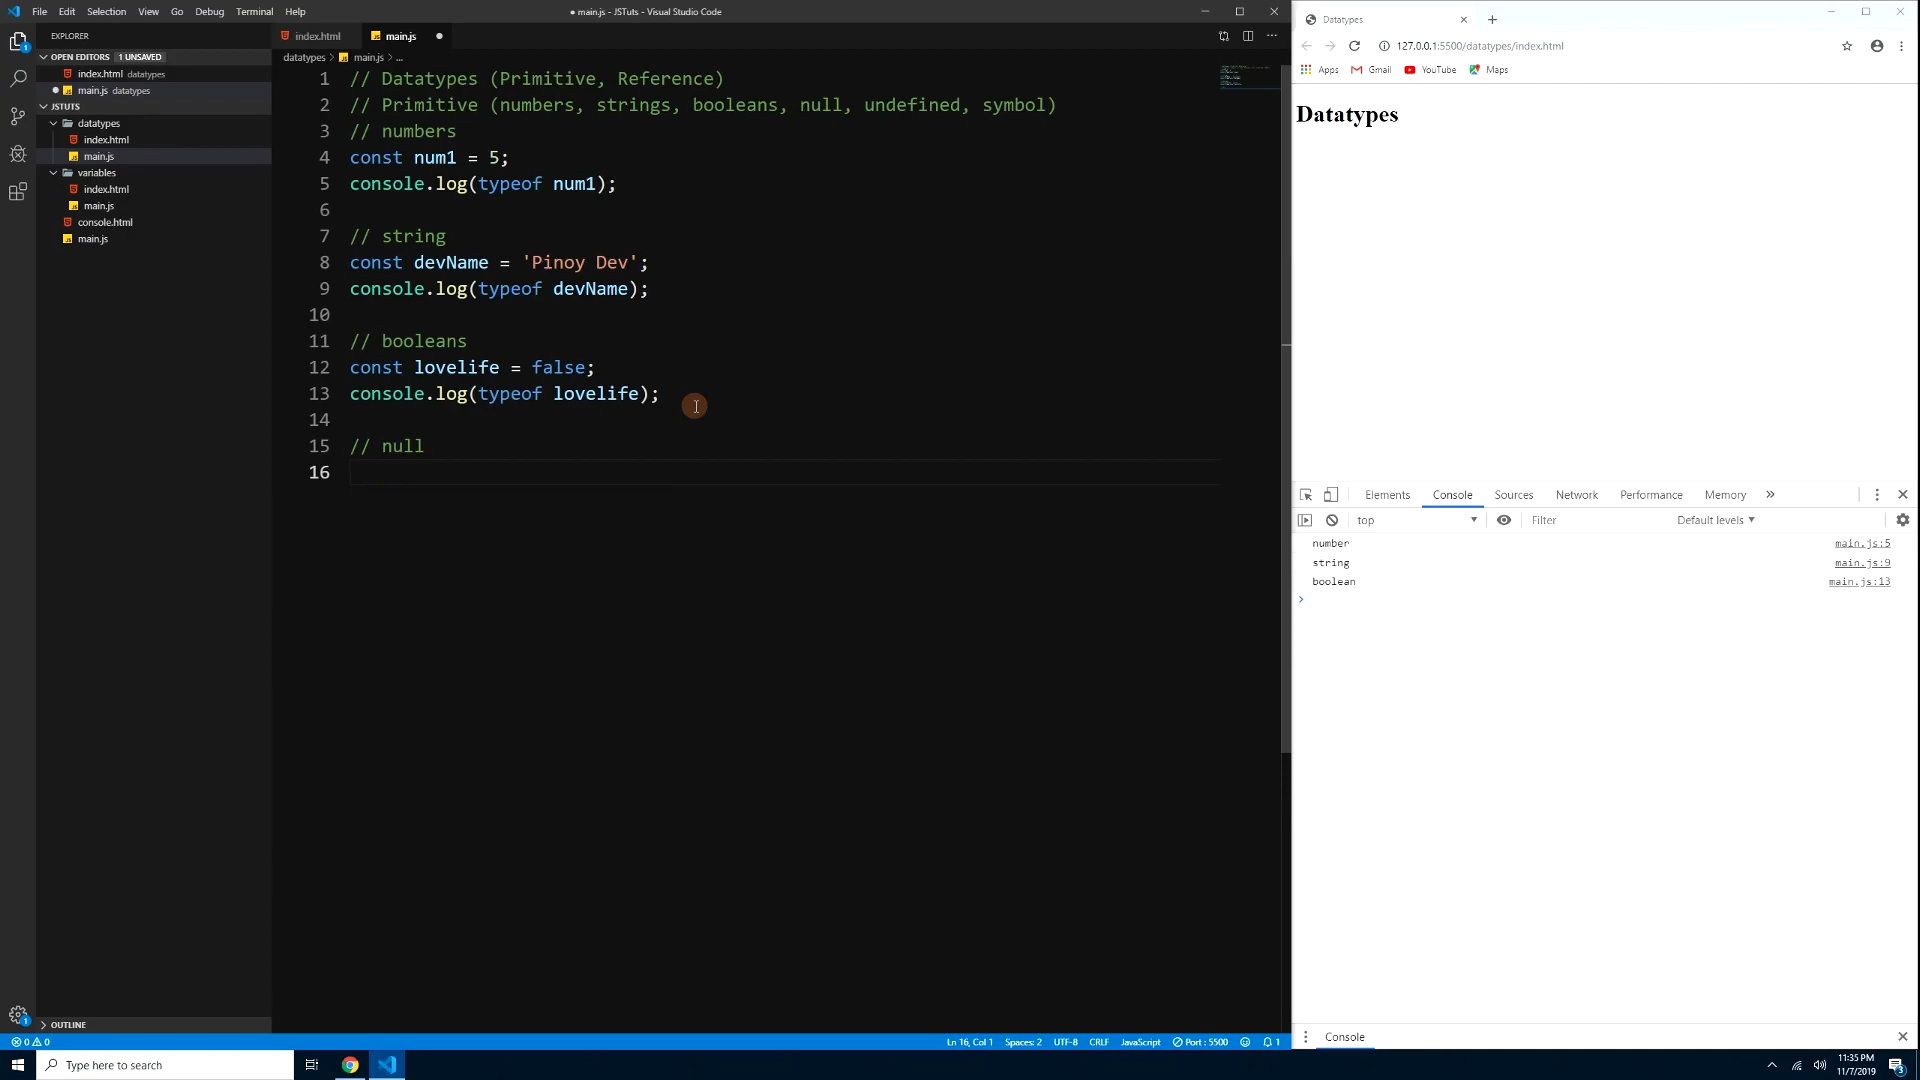 File Edit Selection View Go Debug Terminal Help
● main.js - JSTuts - Visual Studio Code
EXPLORER
OPEN EDITORS 1 UNSAVED
index.html datatypes
main.js datatypes
JSTUTS
datatypes
index.html
main.js
variables
index.html
main.js
console.html
main.js
OUTLINE
index.html
main.js
datatypes > main.js > ...
1 // Datatypes (Primitive, Reference)
2 // Primitive (numbers, strings, booleans, null, undefined, symbol)
3 // numbers
4 const num1 = 5;
5 console.log(typeof num1);
6
7 // string
8 const devName = 'Pinoy Dev';
9 console.log(typeof devName);
10
11 // booleans
12 const lovelife = false;
13 console.log(typeof lovelife);
14
15 // null
16
0 0
Ln 16, Col 1 Spaces: 2 UTF-8 CRLF JavaScript Port : 5500 1
Datatypes
127.0.0.1:5500/datatypes/index.html
Apps Gmail YouTube Maps
Datatypes
Elements Console Sources Network Performance Memory »
top Filter Default levels
number main.js:5
string main.js:9
boolean main.js:13
Console
Type here to search
11:35 PM
11/7/2019
3